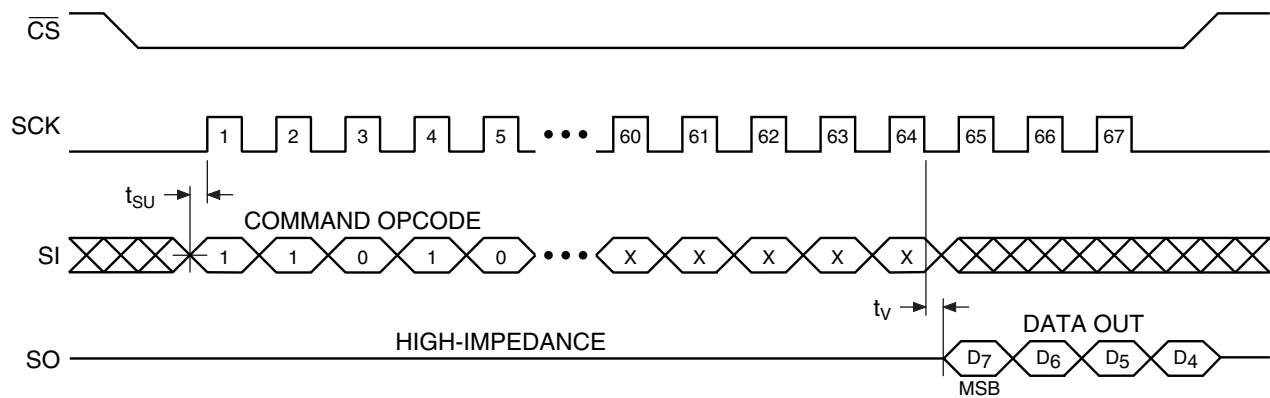 CS
SCK 1 2 3 4 5 ••• 60 61 62 63 64 65 66 67
tSU
COMMAND OPCODE
SI 1 1 0 1 0 ••• X X X X X
tV
HIGH-IMPEDANCE DATA OUT
SO D7 D6 D5 D4
MSB